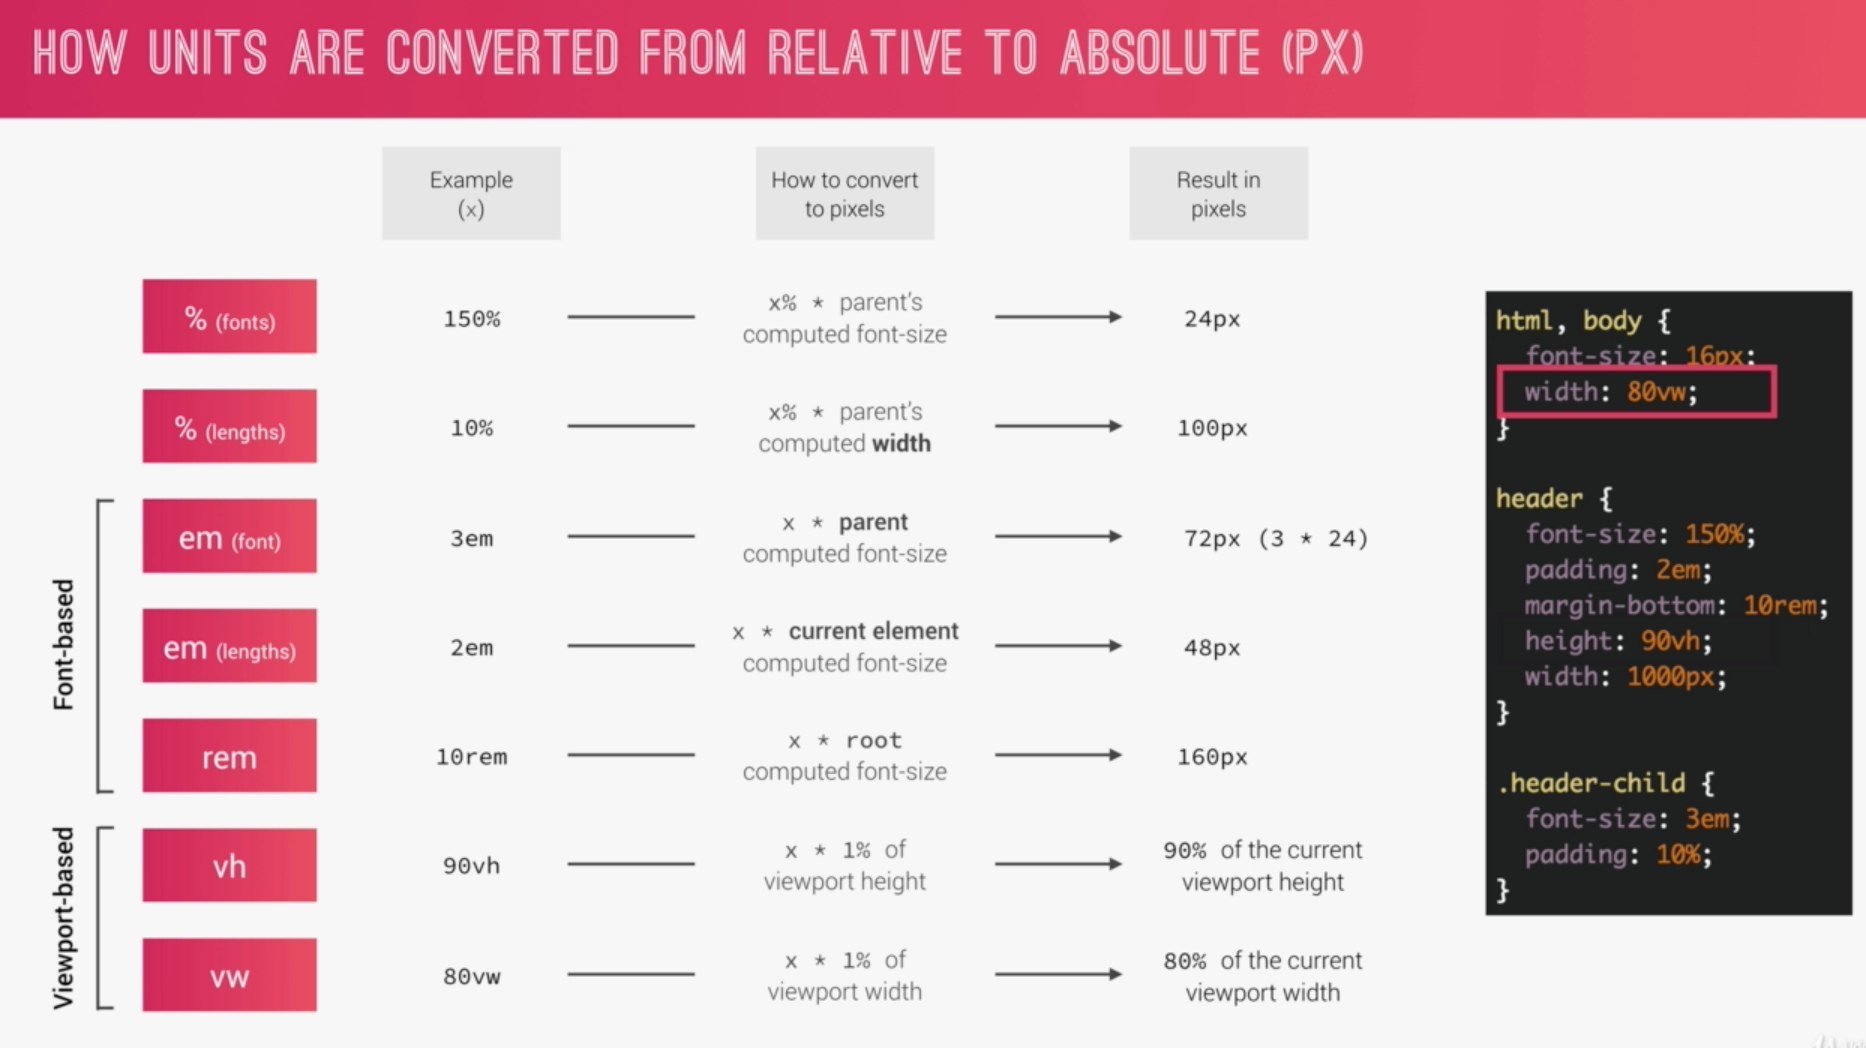 HOW UNITS ARE CONVERTED FROM RELATIVE TO ABSOLUTE (PX)
Example
(x)
How to convert
to pixels
Result in
pixels
% (fonts)
150%
x% * parent's
computed font-size
24px
% (lengths)
10%
x% * parent's
computed width
100px
Font-based
em (font)
3em
x * parent
computed font-size
72px (3 * 24)
em (lengths)
2em
x * current element
computed font-size
48px
rem
10rem
x * root
computed font-size
160px
Viewport-based
vh
90vh
x * 1% of
viewport height
90% of the current
viewport height
vw
80vw
x * 1% of
viewport width
80% of the current
viewport width
html, body {
font-size: 16px;
width: 80vw;
}
header {
font-size: 150%;
padding: 2em;
margin-bottom: 10rem;
height: 90vh;
width: 1000px;
}
.header-child {
font-size: 3em;
padding: 10%;
}